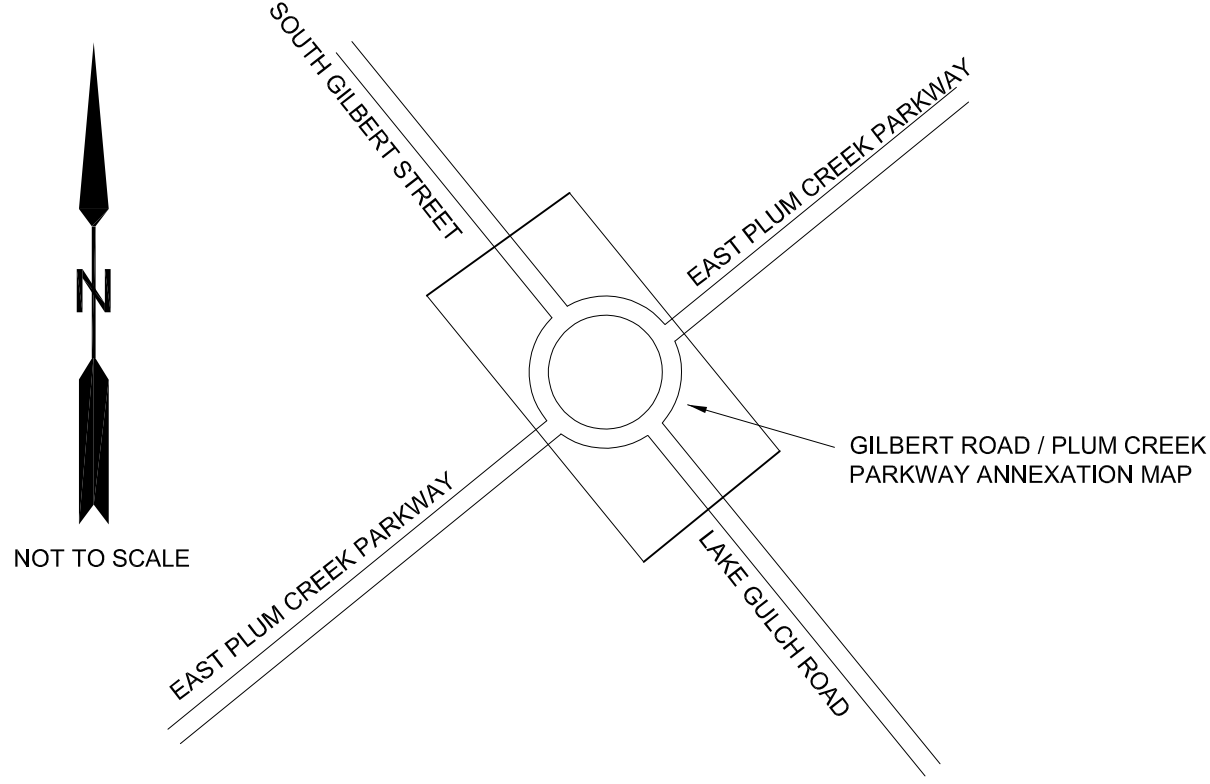 SOUTH GILBERT STREET
EAST PLUM CREEK PARKWAY
N
GILBERT ROAD / PLUM CREEK
PARKWAY ANNEXATION MAP
NOT TO SCALE
EAST PLUM CREEK PARKWAY
LAKE GULCH ROAD